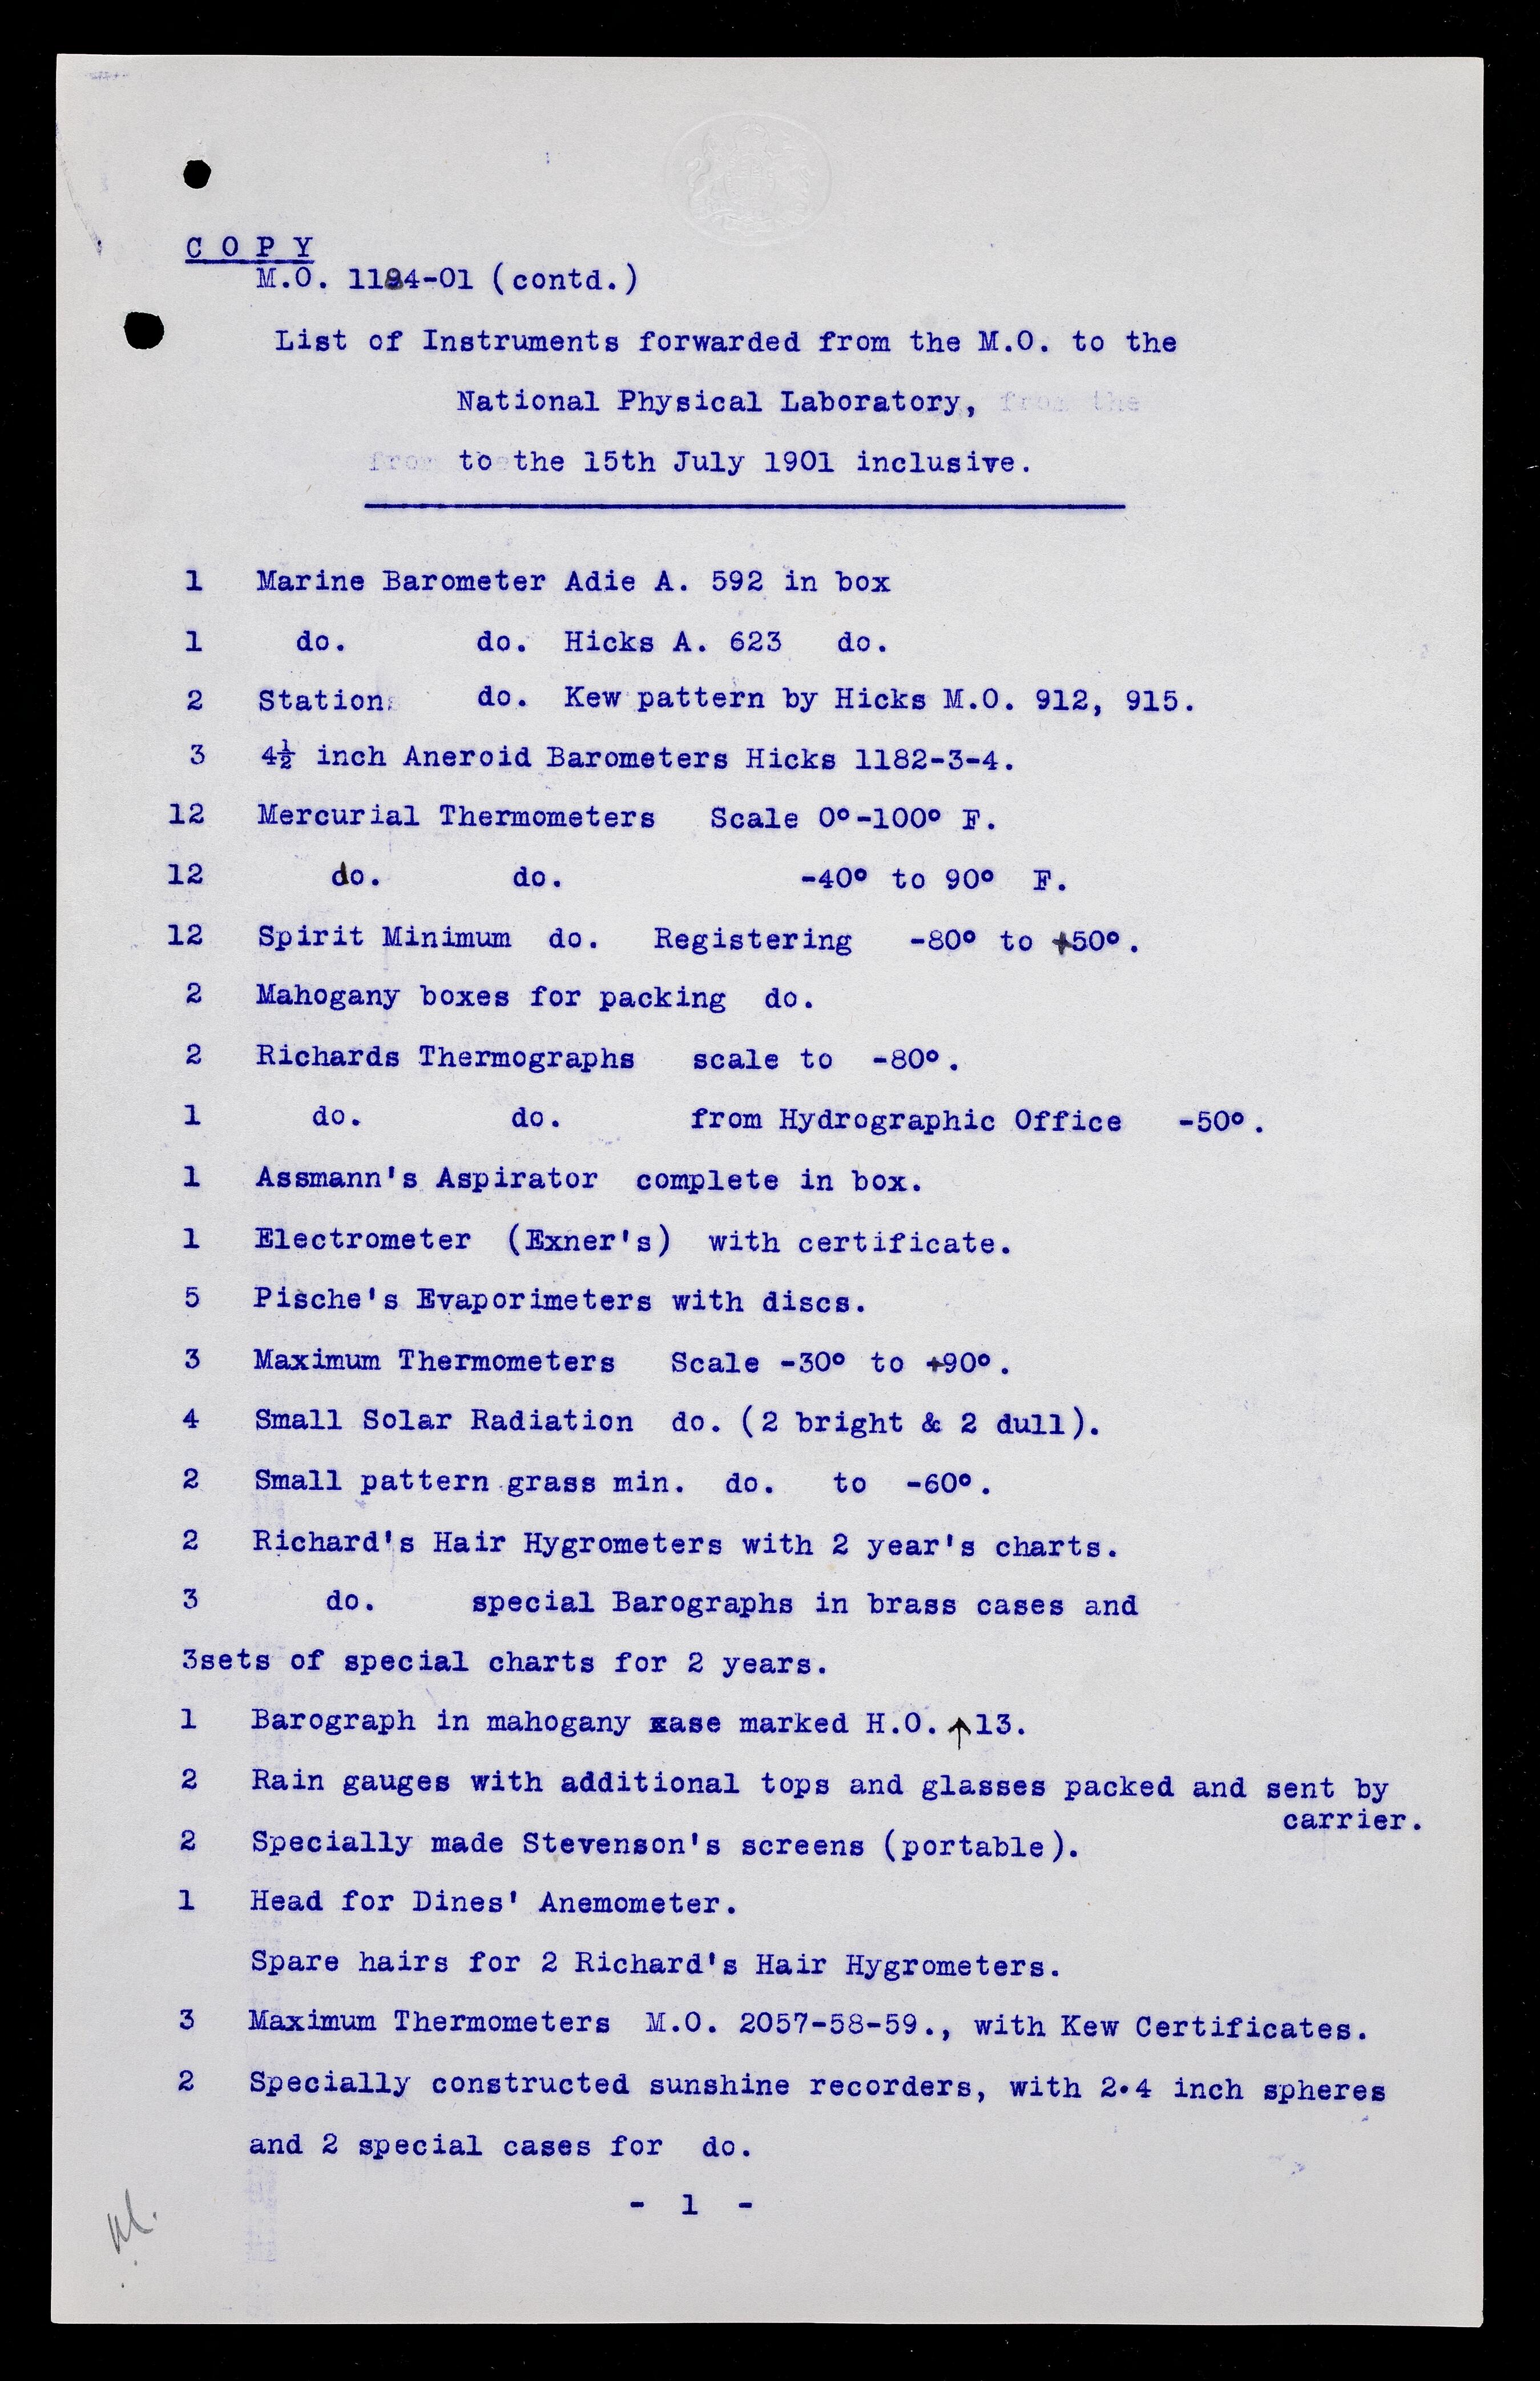 C O P Y
M.O. 1194-01 (contd.)
List of Instruments forwarded from the M.O. to the
National Physical Laboratory, from the
to the 15th July 1901 inclusive.
1 Marine Barometer Adie A. 592 in box
1 do. do. Hicks A. 623 do.
2 Station do. Kew pattern by Hicks M.O. 912, 915.
3 4½ inch Aneroid Barometers Hicks 1182-3-4.
12 Mercurial Thermometers Scale 0°-100° F.
12 do. do. -40° to 90° F.
12 Spirit Minimum do. Registering -80° to +50°.
2 Mahogany boxes for packing do.
2 Richards Thermographs scale to -80°.
1 do. do. from Hydrographic Office -50°.
1 Assmann's Aspirator complete in box.
1 Electrometer (Exner's) with certificate.
5 Pische's Evaporimeters with discs.
3 Maximum Thermometers Scale -30° to +90°.
4 Small Solar Radiation do. (2 bright & 2 dull).
2 Small pattern grass min. do. to -60°.
2 Richard's Hair Hygrometers with 2 year's charts.
3 do. special Barographs in brass cases and
3sets of special charts for 2 years.
1 Barograph in mahogany case marked H.O.↑13.
2 Rain gauges with additional tops and glasses packed and sent by
carrier.
2 Specially made Stevenson's screens (portable).
1 Head for Dines' Anemometer.
Spare hairs for 2 Richard's Hair Hygrometers.
3 Maximum Thermometers M.O. 2057-58-59., with Kew Certificates.
2 Specially constructed sunshine recorders, with 2·4 inch spheres
and 2 special cases for do.
- 1 -